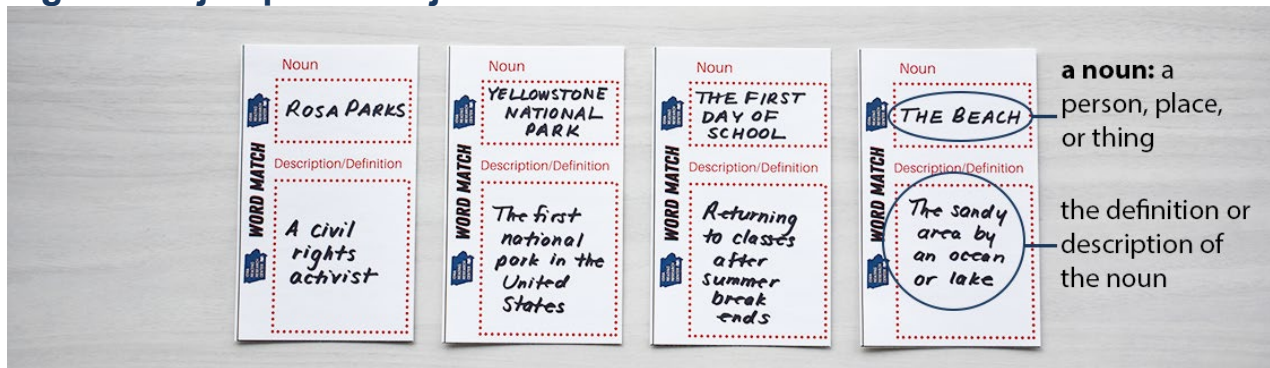 Noun
ROSA PARKS
Description/Definition
A civil
rights
activist
WORD MATCH
Noun
YELLOWSTONE
NATIONAL
PARK
Description/Definition
The first
national
park in the
United
States
WORD MATCH
Noun
THE FIRST
DAY OF
SCHOOL
Description/Definition
Returning
to classes
after
summer
break
ends
WORD MATCH
Noun
THE BEACH
Description/Definition
The sandy
area by
an ocean
or lake
WORD MATCH
a noun: a
person, place,
or thing
the definition or
description of
the noun